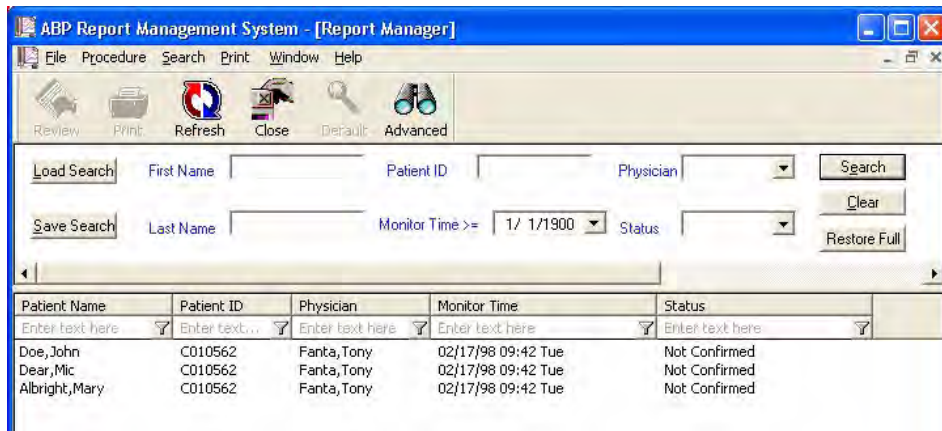 ABP Report Management System - [Report Manager]
File Procedure Search Print Window Help
Review Print Refresh Close Default Advanced
Load Search First Name Patient ID Physician Search
Clear
Save Search Last Name Monitor Time >= 1/ 1/1900 Status
Restore Full
Patient Name Patient ID Physician Monitor Time Status
Enter text here Enter text... Enter text here Enter text here Enter text here
Doe,John C010562 Fanta,Tony 02/17/98 09:42 Tue Not Confirmed
Dear,Mic C010562 Fanta,Tony 02/17/98 09:42 Tue Not Confirmed
Albright,Mary C010562 Fanta,Tony 02/17/98 09:42 Tue Not Confirmed